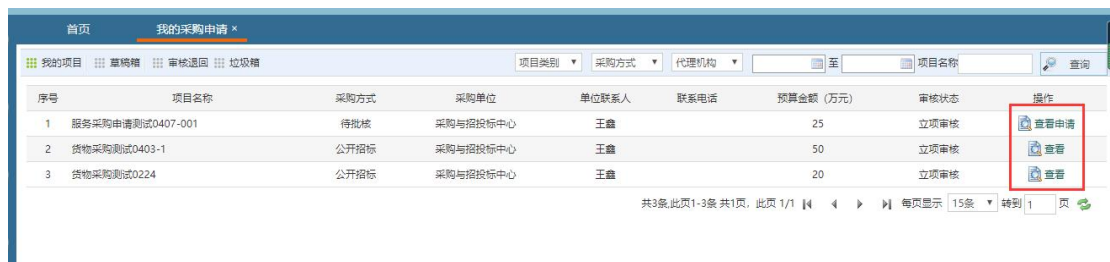 首页 我的采购申请 ×
我的项目 草稿箱 审核退回 垃圾箱 项目类别 采购方式 代理机构 至 项目名称 查询
序号 项目名称 采购方式 采购单位 单位联系人 联系电话 预算金额 (万元) 审核状态 操作
1 服务采购申请测试0407-001 待批核 采购与招投标中心 王鑫 25 立项审核 查看申请
2 货物采购测试0403-1 公开招标 采购与招投标中心 王鑫 50 立项审核 查看
3 货物采购测试0224 公开招标 采购与招投标中心 王鑫 20 立项审核 查看
共3条,此页1-3条 共1页, 此页 1/1 每页显示 15条 转到 1 页